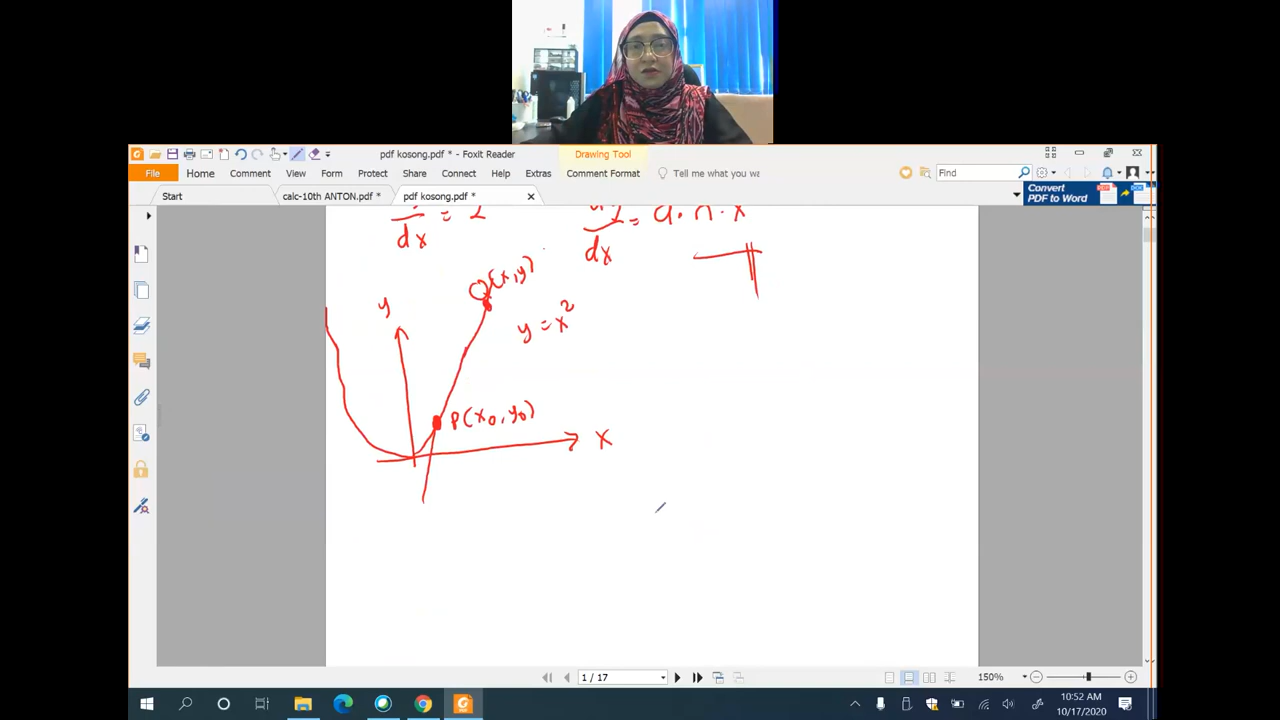 pdf kosong.pdf * - Foxit Reader
Drawing Tool
File
Home
Comment
View
Form
Protect
Share
Connect
Help
Extras
Comment Format
Tell me what you wa
Find
Start
calc-10th ANTON.pdf *
pdf kosong.pdf *
Convert
PDF to Word
dx
= 2
dx
= a · n · x
Q(x,y)
y
y = x²
P(x₀, y₀)
x
1 / 17
150%
10:52 AM
10/17/2020